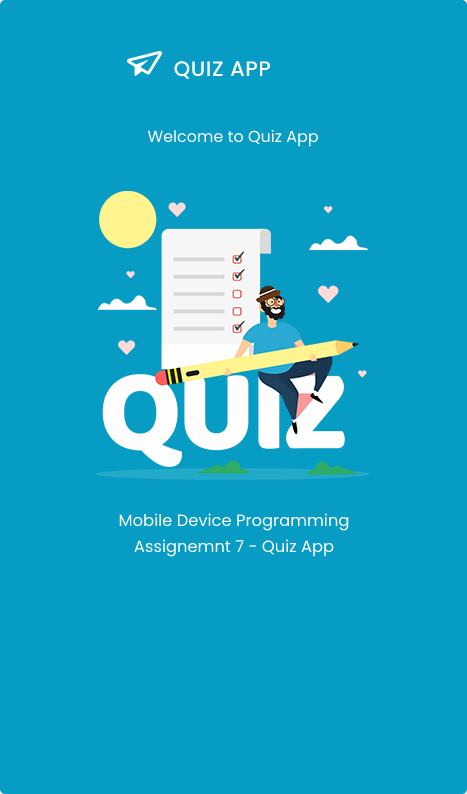 QUIZ APP
Welcome to Quiz App
QUIZ
Mobile Device Programming
Assignemnt 7 - Quiz App